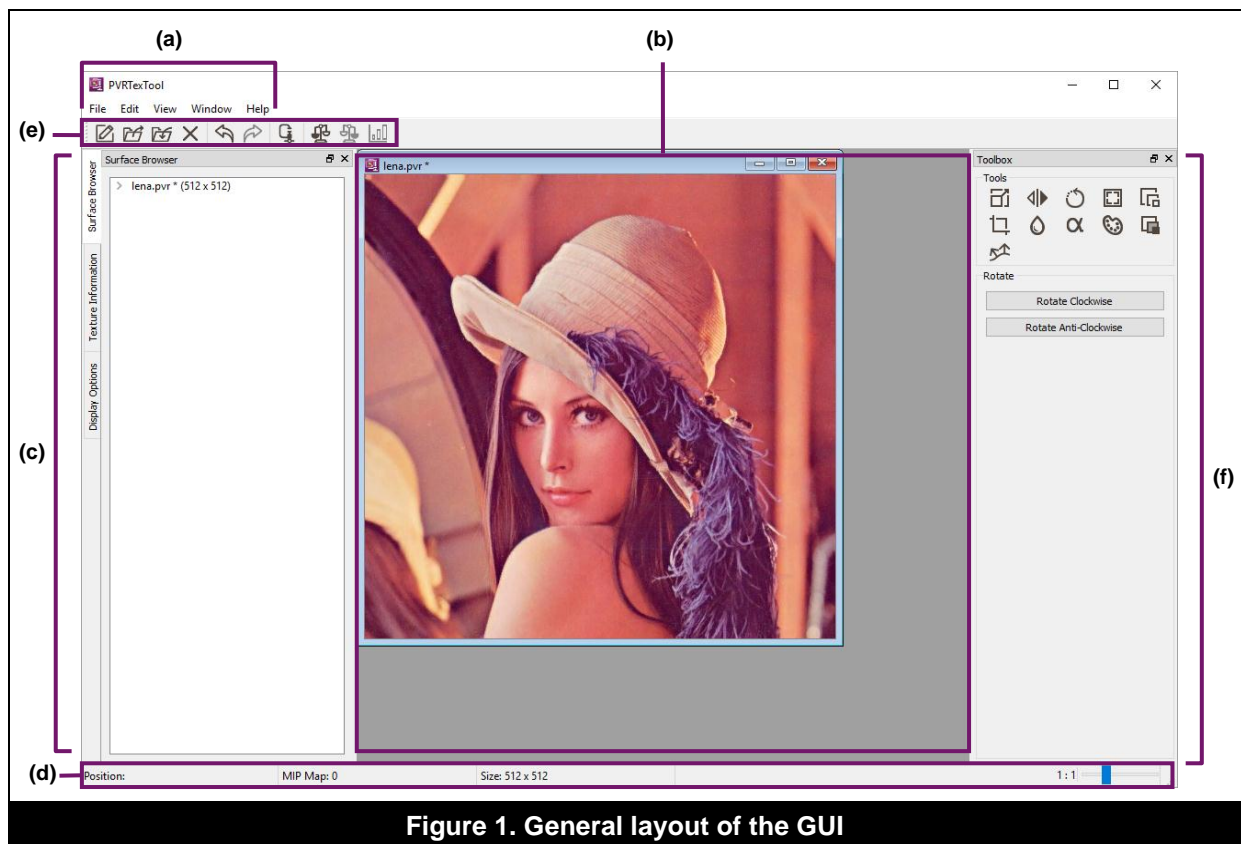 (a)
(b)
PVRTexTool
File Edit View Window Help
(e)
Surface Browser
Surface Browser
Texture Information
Display Options
lena.pvr * (512 x 512)
lena.pvr *
Toolbox
Tools
Rotate
Rotate Clockwise
Rotate Anti-Clockwise
(c)
(f)
(d)
Position:
MIP Map: 0
Size: 512 x 512
1 : 1
Figure 1. General layout of the GUI